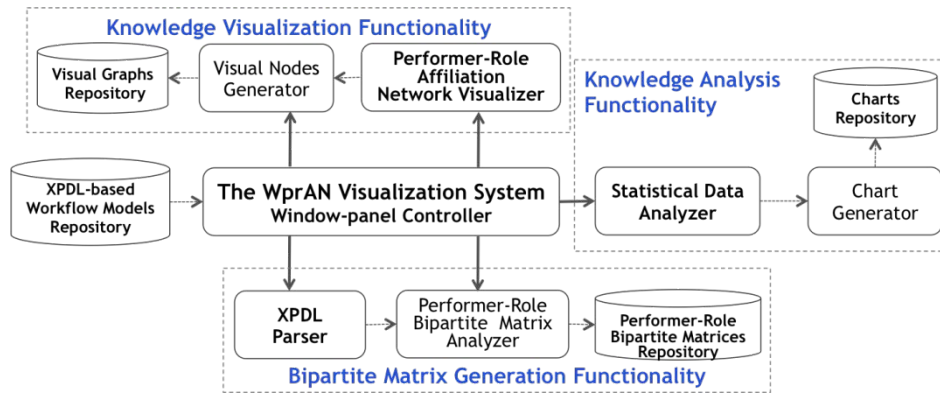 Knowledge Visualization Functionality
Visual Graphs
Repository
Visual Nodes
Generator
Performer-Role
Affiliation
Network Visualizer
Knowledge Analysis
Functionality
Charts
Repository
XPDL-based
Workflow Models
Repository
The WprAN Visualization System
Window-panel Controller
Statistical Data
Analyzer
Chart
Generator
XPDL
Parser
Performer-Role
Bipartite Matrix
Analyzer
Performer-Role
Bipartite Matrices
Repository
Bipartite Matrix Generation Functionality